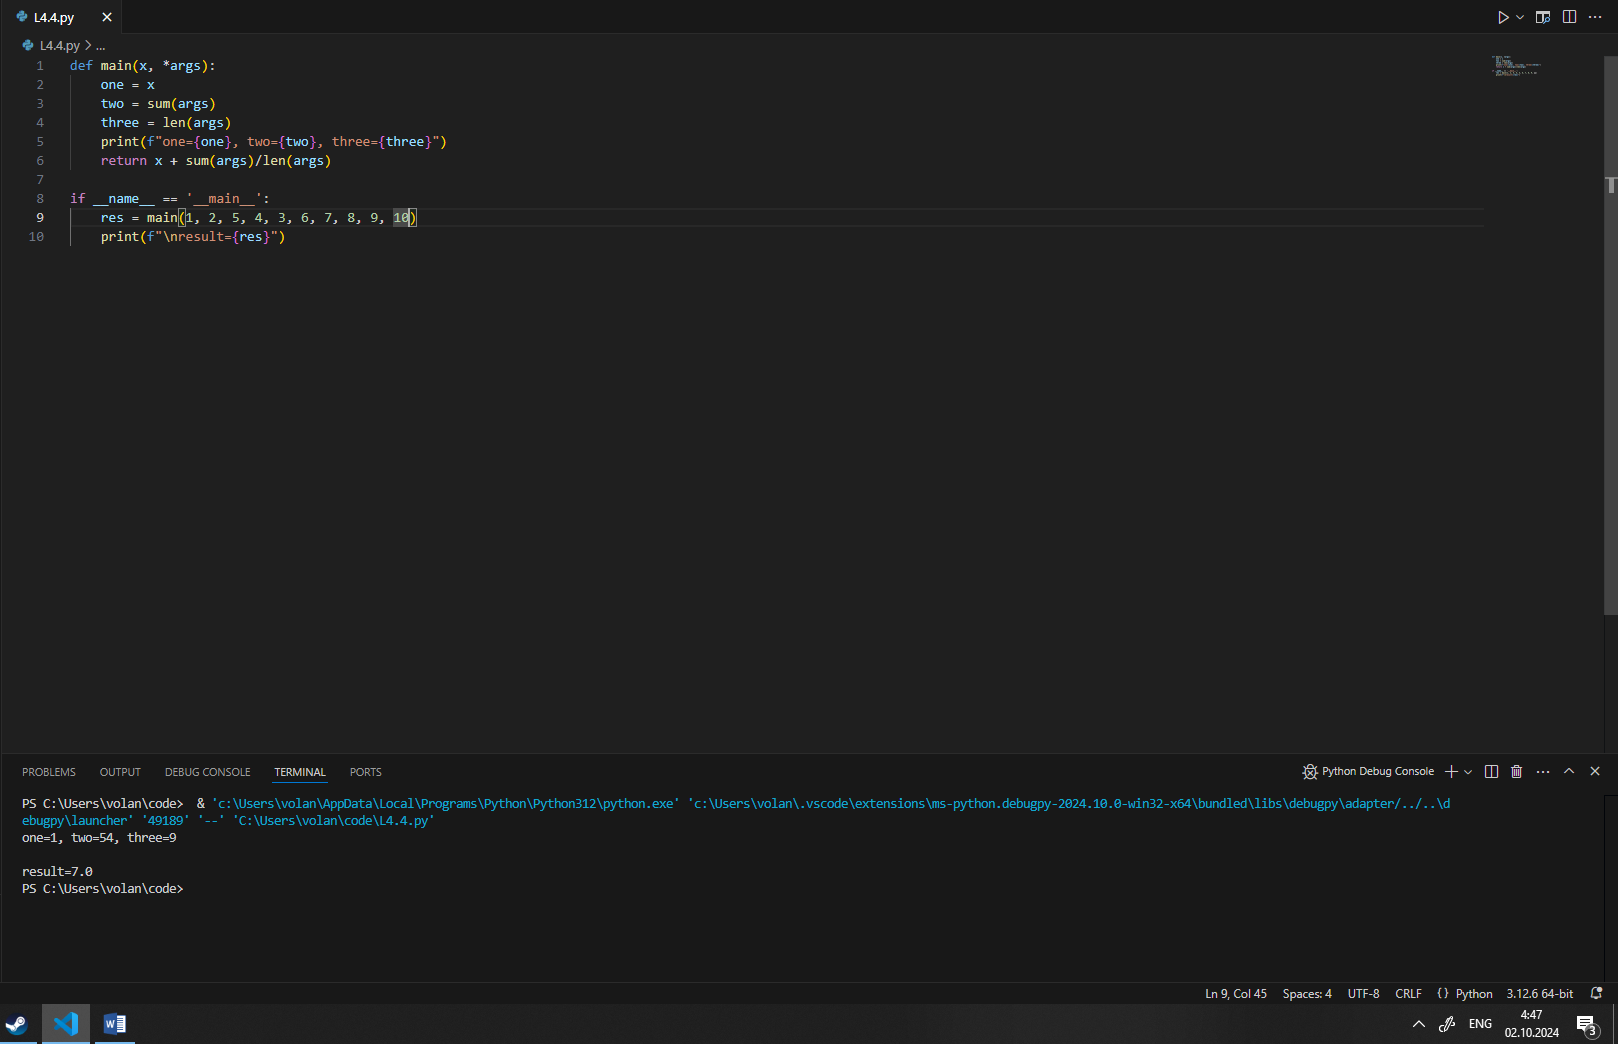 L4.4.py
L4.4.py > ...
1 def main(x, *args):
2     one = x
3     two = sum(args)
4     three = len(args)
5     print(f"one={one}, two={two}, three={three}")
6     return x + sum(args)/len(args)
7
8 if __name__ == '__main__':
9     res = main(1, 2, 5, 4, 3, 6, 7, 8, 9, 10)
10     print(f"\nresult={res}")
PROBLEMS OUTPUT DEBUG CONSOLE TERMINAL PORTS Python Debug Console
PS C:\Users\volan\code>  & 'c:\Users\volan\AppData\Local\Programs\Python\Python312\python.exe' 'c:\Users\volan\.vscode\extensions\ms-python.debugpy-2024.10.0-win32-x64\bundled\libs\debugpy\adapter/../..\d
ebugpy\launcher' '49189' '--' 'C:\Users\volan\code\L4.4.py'
one=1, two=54, three=9

result=7.0
PS C:\Users\volan\code>
Ln 9, Col 45 Spaces: 4 UTF-8 CRLF {} Python 3.12.6 64-bit
ENG
4:47
02.10.2024
3